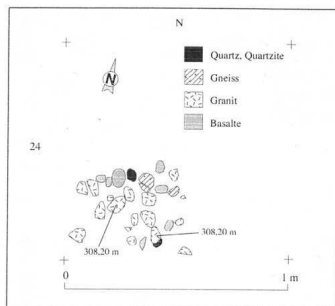 N
Quartz, Quartzite
N
Gneiss
Granit
Basalte
24
308,20 m
308,20 m
0
1 m